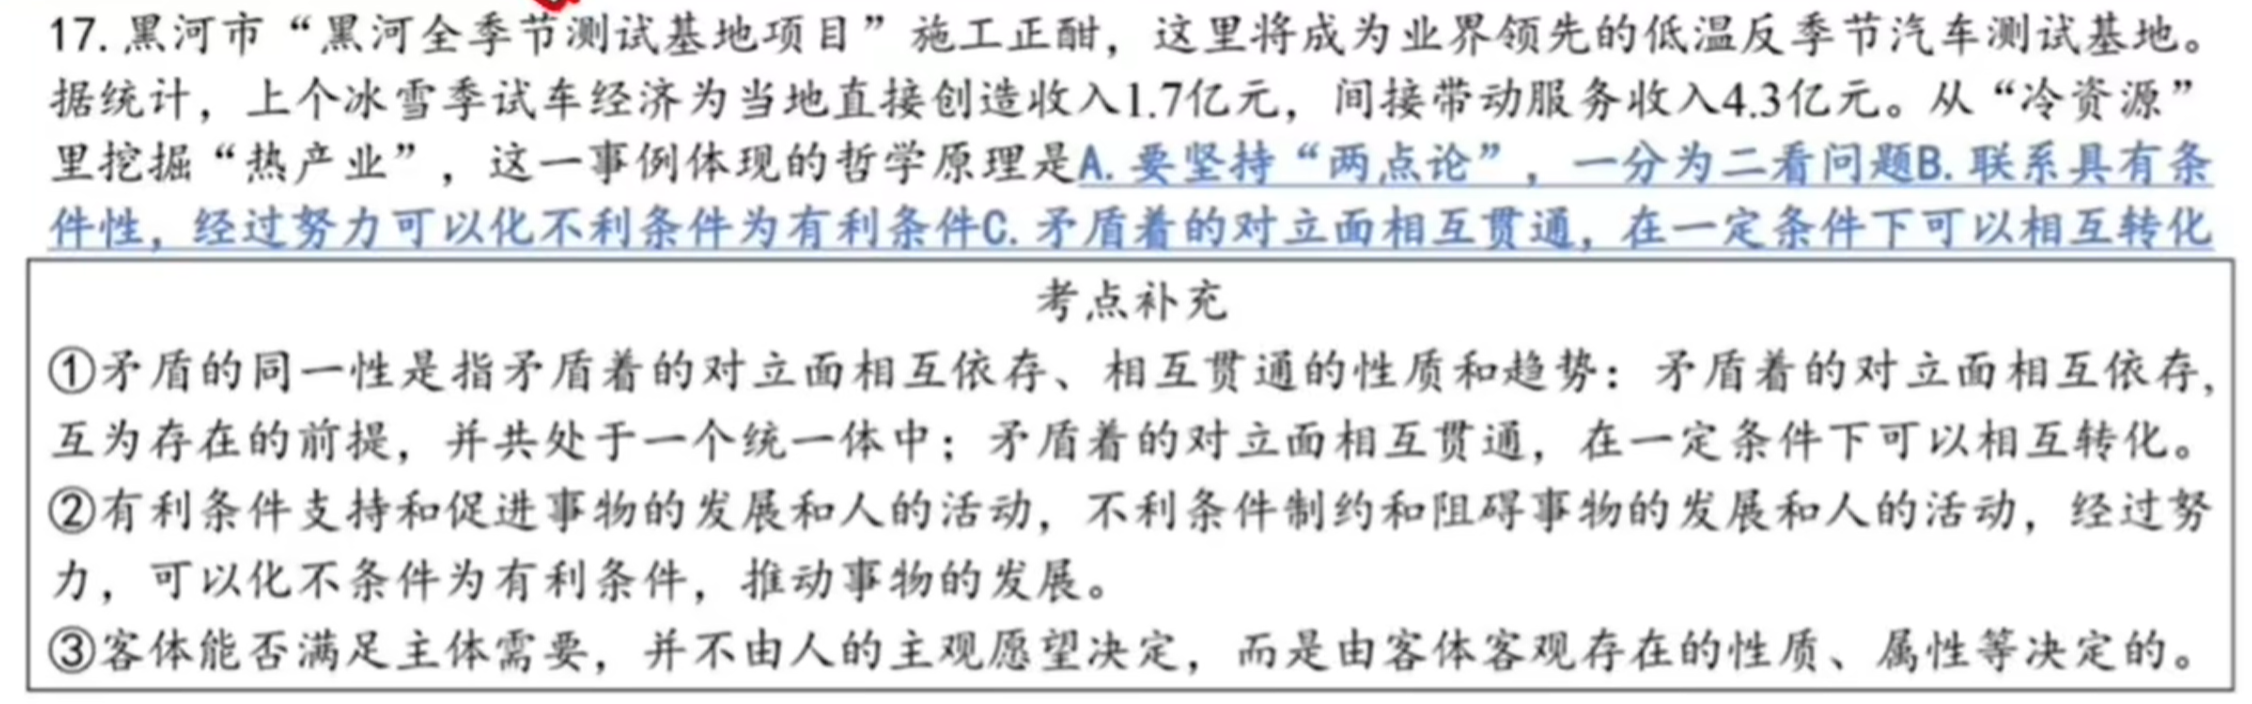 17.黑河市“黑河全季节测试基地项目”施工正酣，这里将成为业界领先的低温反季节汽车测试基地。
据统计，上个冰雪季试车经济为当地直接创造收入1.7亿元，间接带动服务收入4.3亿元。从“冷资源”
里挖掘“热产业”，这一事例体现的哲学原理是A.要坚持“两点论”，一分为二看问题B.联系具有条
件性，经过努力可以化不利条件为有利条件C.矛盾着的对立面相互贯通，在一定条件下可以相互转化
考点补充
①矛盾的同一性是指矛盾着的对立面相互依存、相互贯通的性质和趋势：矛盾着的对立面相互依存，
互为存在的前提，并共处于一个统一体中；矛盾着的对立面相互贯通，在一定条件下可以相互转化。
②有利条件支持和促进事物的发展和人的活动，不利条件制约和阻碍事物的发展和人的活动，经过努
力，可以化不条件为有利条件，推动事物的发展。
③客体能否满足主体需要，并不由人的主观愿望决定，而是由客体客观存在的性质、属性等决定的。